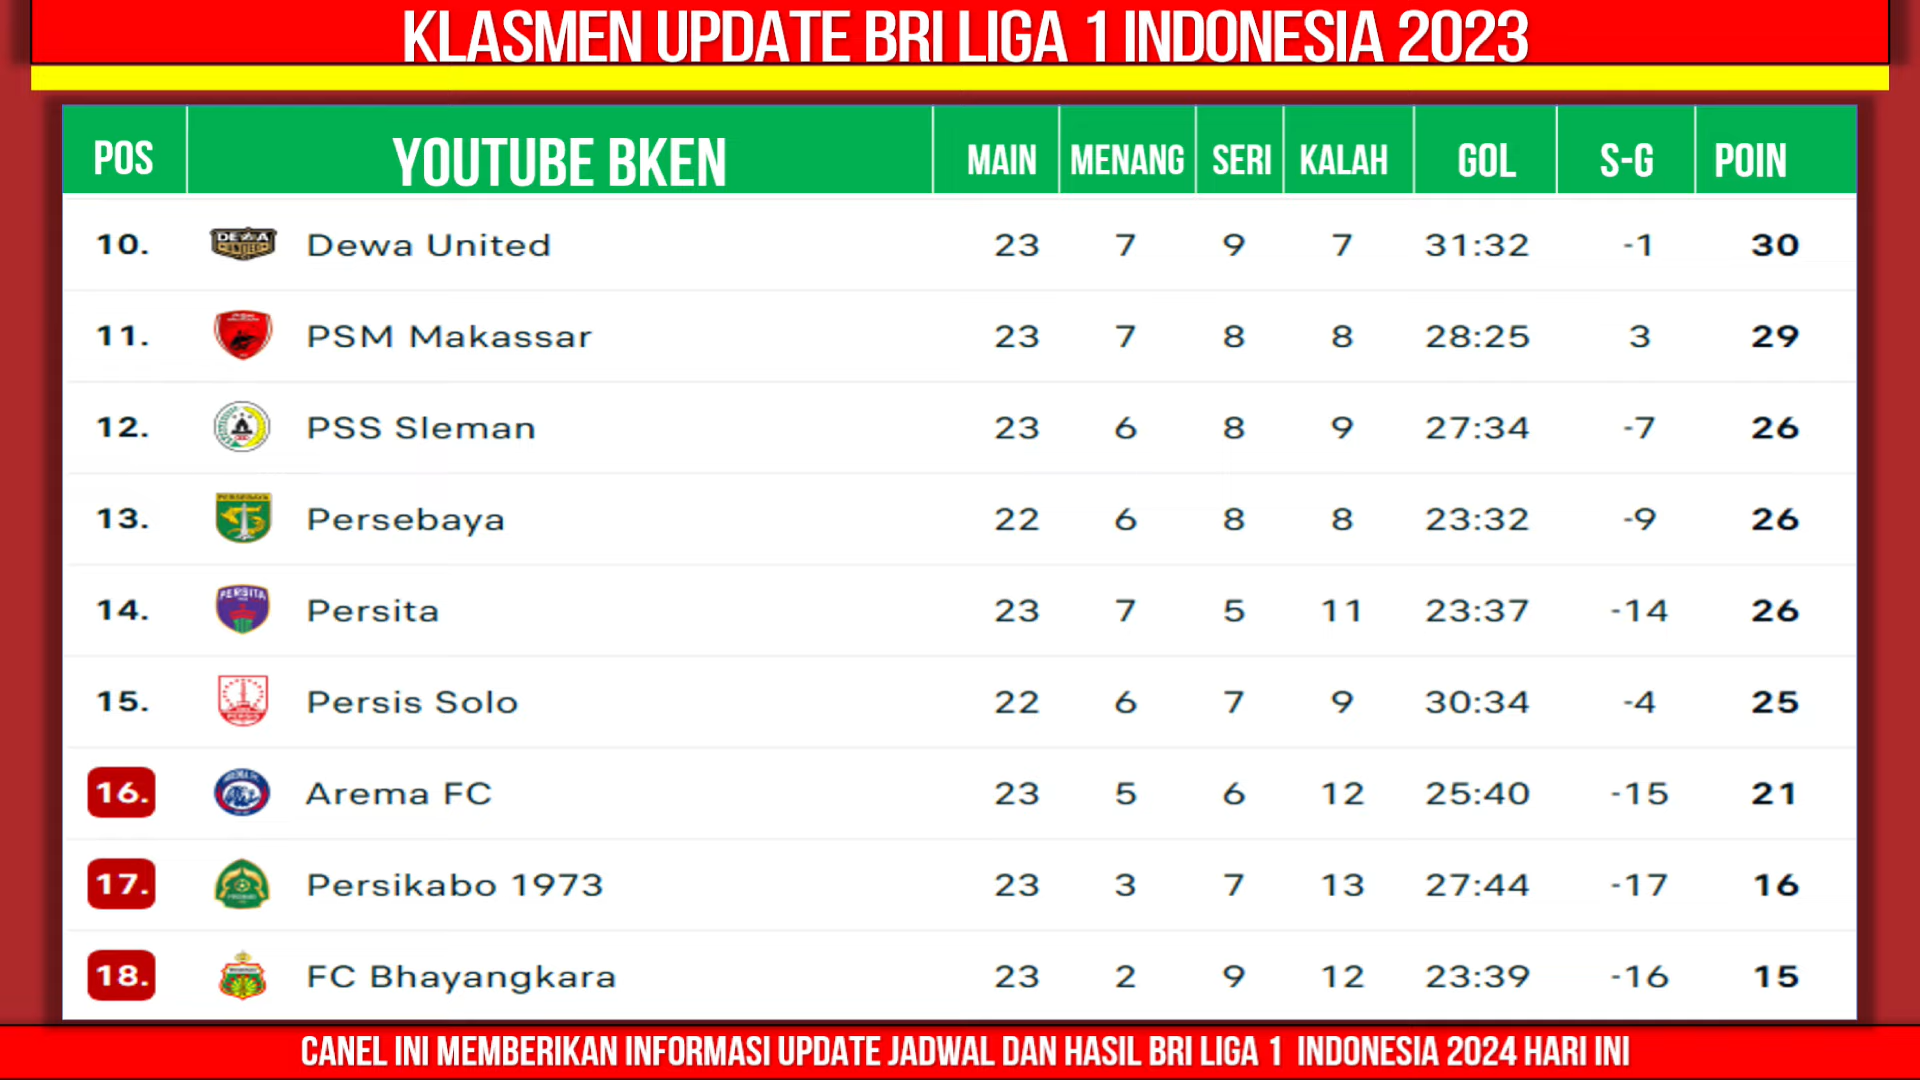 KLASMEN UPDATE BRI LIGA 1 INDONESIA 2023
POS YOUTUBE BKEN MAIN MENANG SERI KALAH GOL S-G POIN
10. DEWA UNITED Dewa United 23 7 9 7 31:32 -1 30
11. PSM Makassar 23 7 8 8 28:25 3 29
12. PSS Sleman 23 6 8 9 27:34 -7 26
13. PERSEBAYA Persebaya 22 6 8 8 23:32 -9 26
14. PERSITA Persita 23 7 5 11 23:37 -14 26
15. PERSIS Persis Solo 22 6 7 9 30:34 -4 25
16. Arema FC 23 5 6 12 25:40 -15 21
17. Persikabo 1973 23 3 7 13 27:44 -17 16
18. FC Bhayangkara 23 2 9 12 23:39 -16 15
CANEL INI MEMBERIKAN INFORMASI UPDATE JADWAL DAN HASIL BRI LIGA 1 INDONESIA 2024 HARI INI